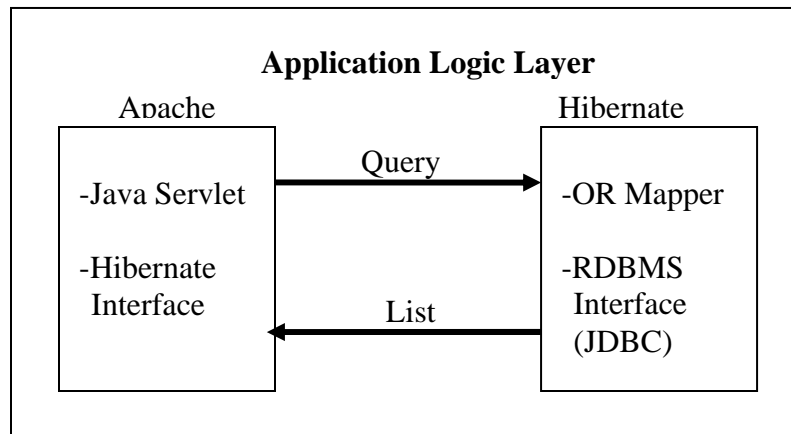 Application Logic Layer
Apache
Hibernate
Query
-Java Servlet
-OR Mapper
-Hibernate
Interface
-RDBMS
Interface
(JDBC)
List